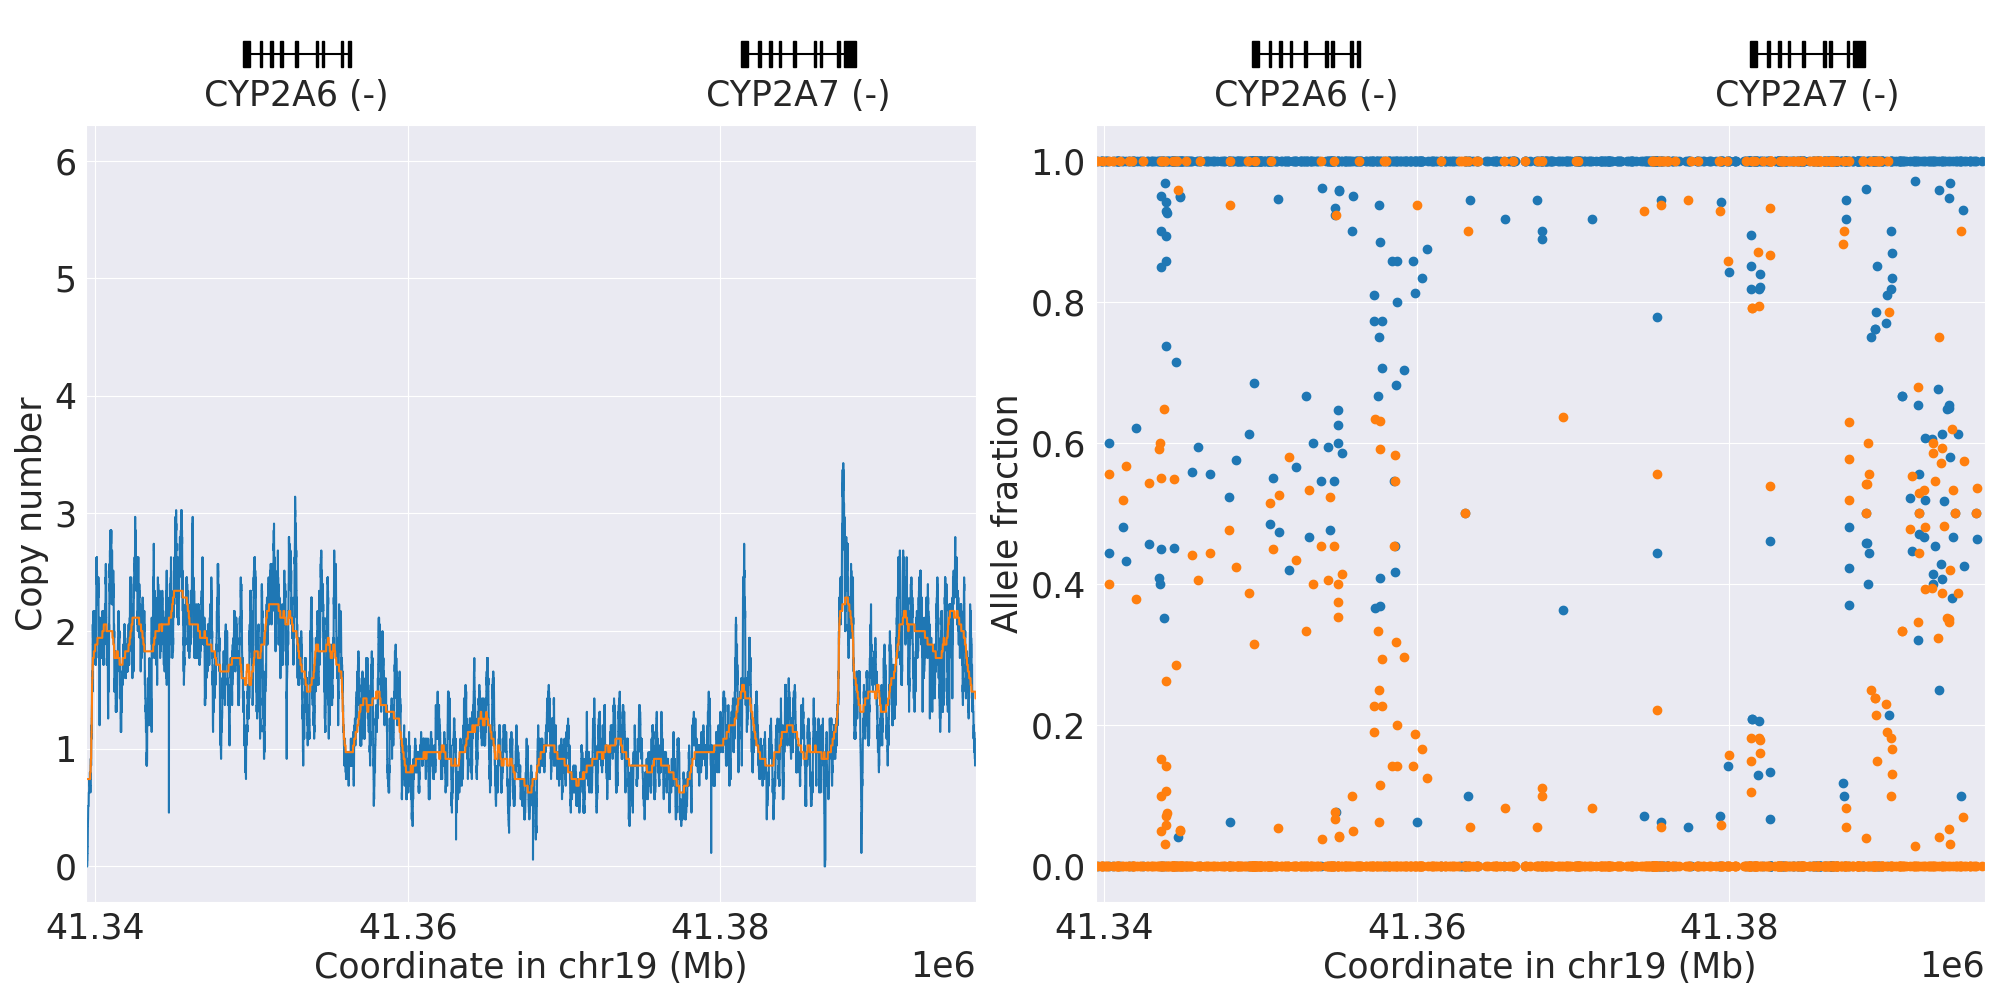 CYP2A6 (-)
CYP2A7 (-)
6
5
4
3
2
1
0
Copy number
41.34
41.36
41.38
Coordinate in chr19 (Mb)
1e6
CYP2A6 (-)
CYP2A7 (-)
1.0
0.8
0.6
0.4
0.2
0.0
Allele fraction
41.34
41.36
41.38
Coordinate in chr19 (Mb)
1e6